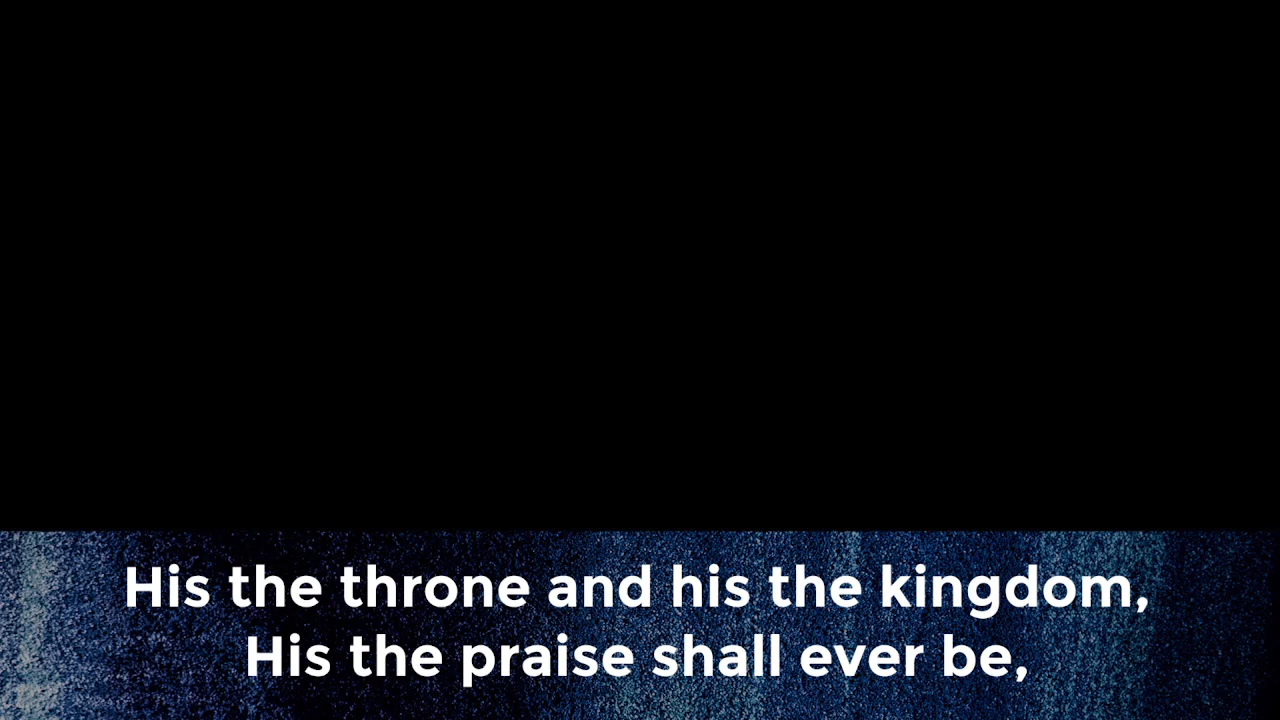 His the throne and his the kingdom,
His the praise shall ever be,